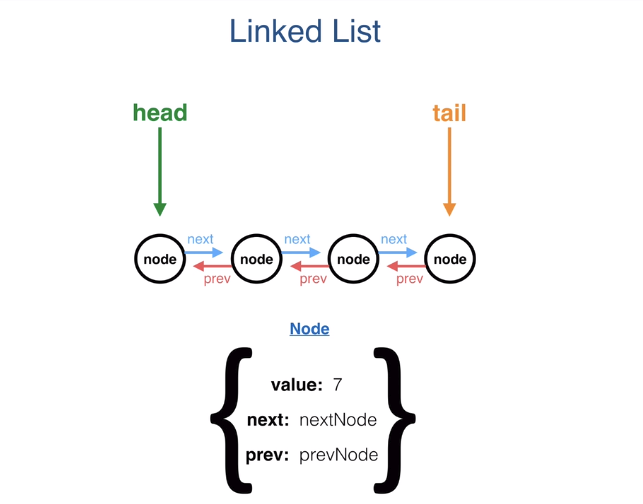 Linked List
head tail
next next next
node node node node
prev prev prev
Node
{ value: 7
next: nextNode
prev: prevNode }